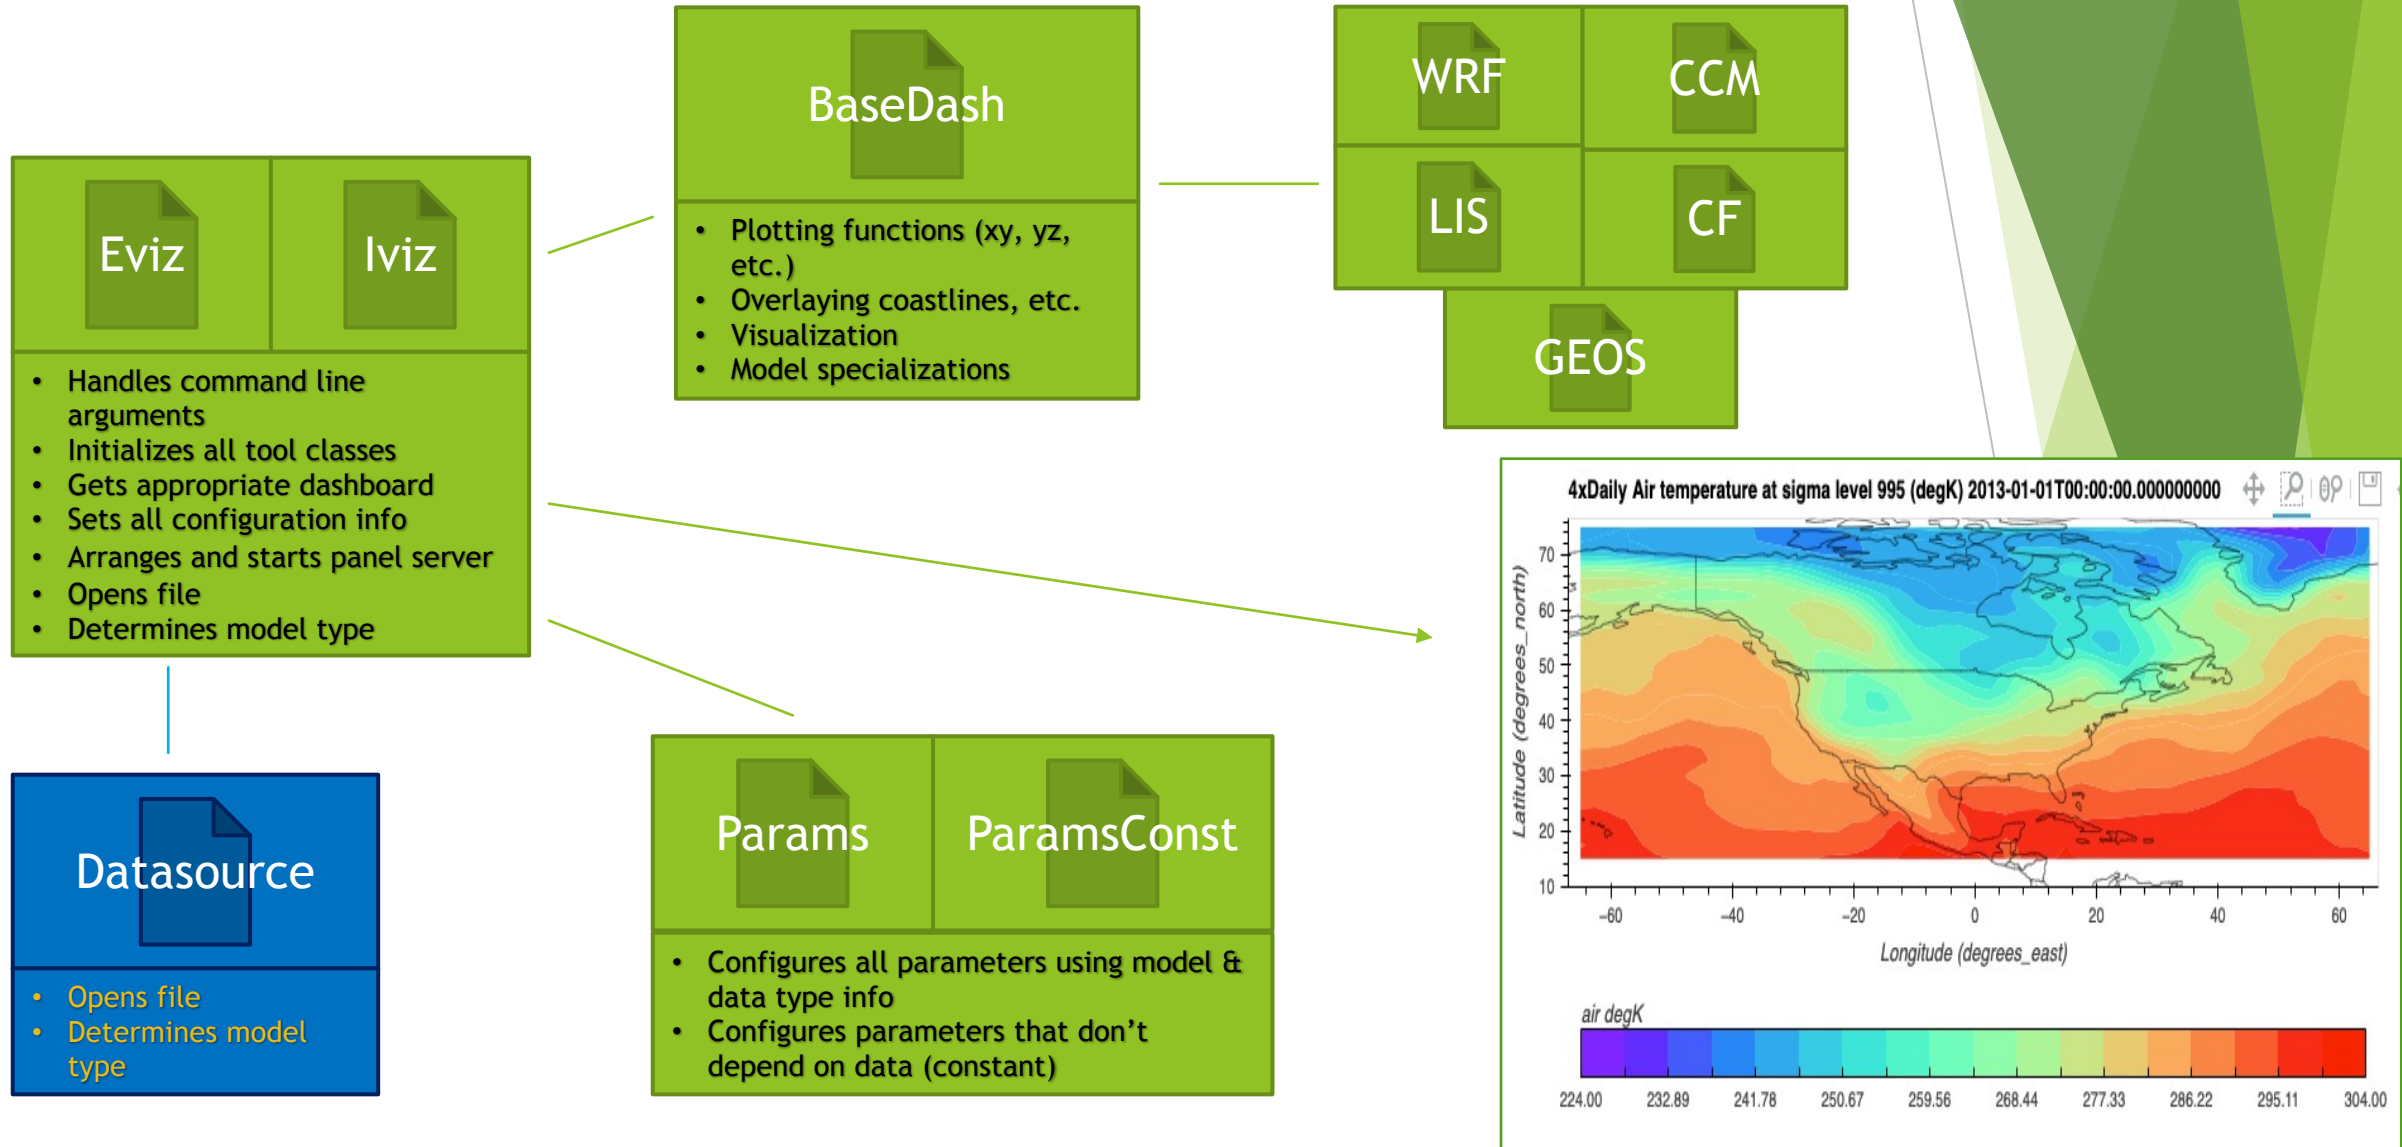 Eviz
Iviz
• Handles command line
arguments
• Initializes all tool classes
• Gets appropriate dashboard
• Sets all configuration info
• Arranges and starts panel server
• Opens file
• Determines model type
Datasource
• Opens file
• Determines model
type
BaseDash
• Plotting functions (xy, yz,
etc.)
• Overlaying coastlines, etc.
• Visualization
• Model specializations
WRF
CCM
LIS
CF
GEOS
Params
ParamsConst
• Configures all parameters using model &
data type info
• Configures parameters that don’t
depend on data (constant)
4xDaily Air temperature at sigma level 995 (degK) 2013-01-01T00:00:00.000000000
Latitude (degrees_north)
70
60
50
40
30
20
10
−60 −40 −20 0 20 40 60
Longitude (degrees_east)
air degK
224.00 232.89 241.78 250.67 259.56 268.44 277.33 286.22 295.11 304.00